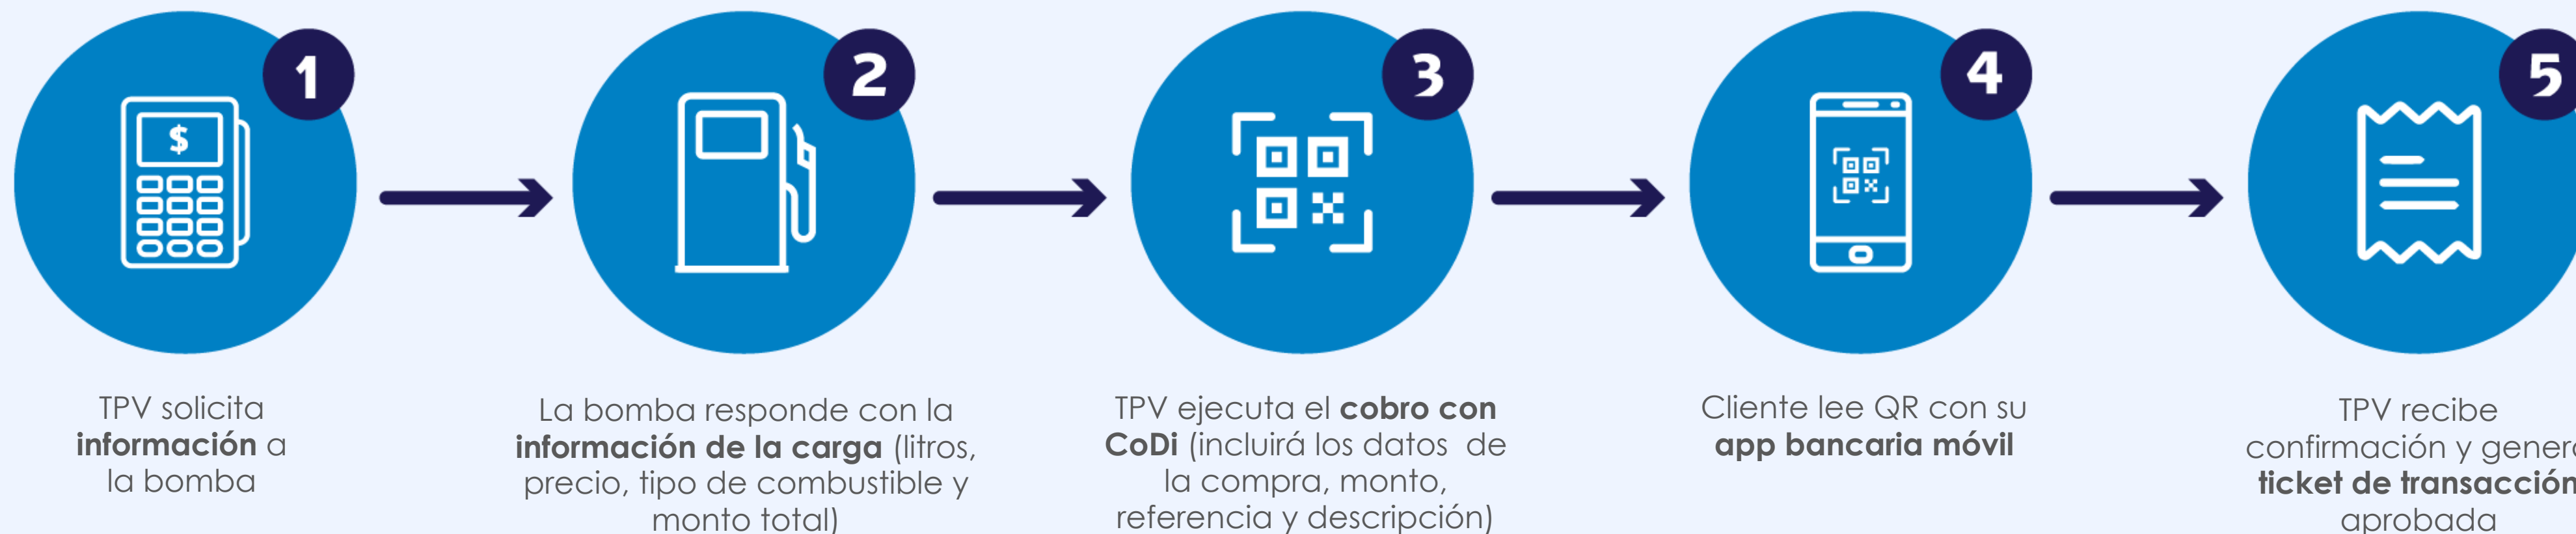 1
$
TPV solicita
información a
la bomba
2
La bomba responde con la
información de la carga (litros,
precio, tipo de combustible y
monto total)
3
TPV ejecuta el cobro con
CoDi (incluirá los datos de
la compra, monto,
referencia y descripción)
4
Cliente lee QR con su
app bancaria móvil
5
TPV recibe
confirmación y genera
ticket de transacción
aprobada